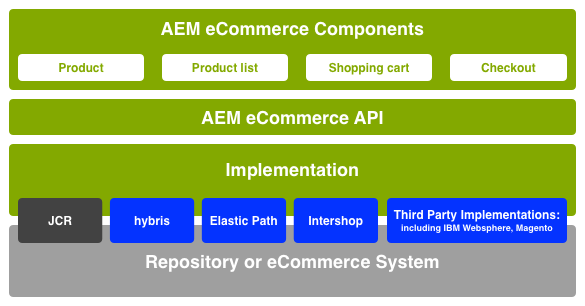 AEM eCommerce Components
Product
Product list
Shopping cart
Checkout
AEM eCommerce API
Implementation
JCR
hybris
Elastic Path
Intershop
Third Party Implementations:
including IBM Websphere, Magento
Repository or eCommerce System